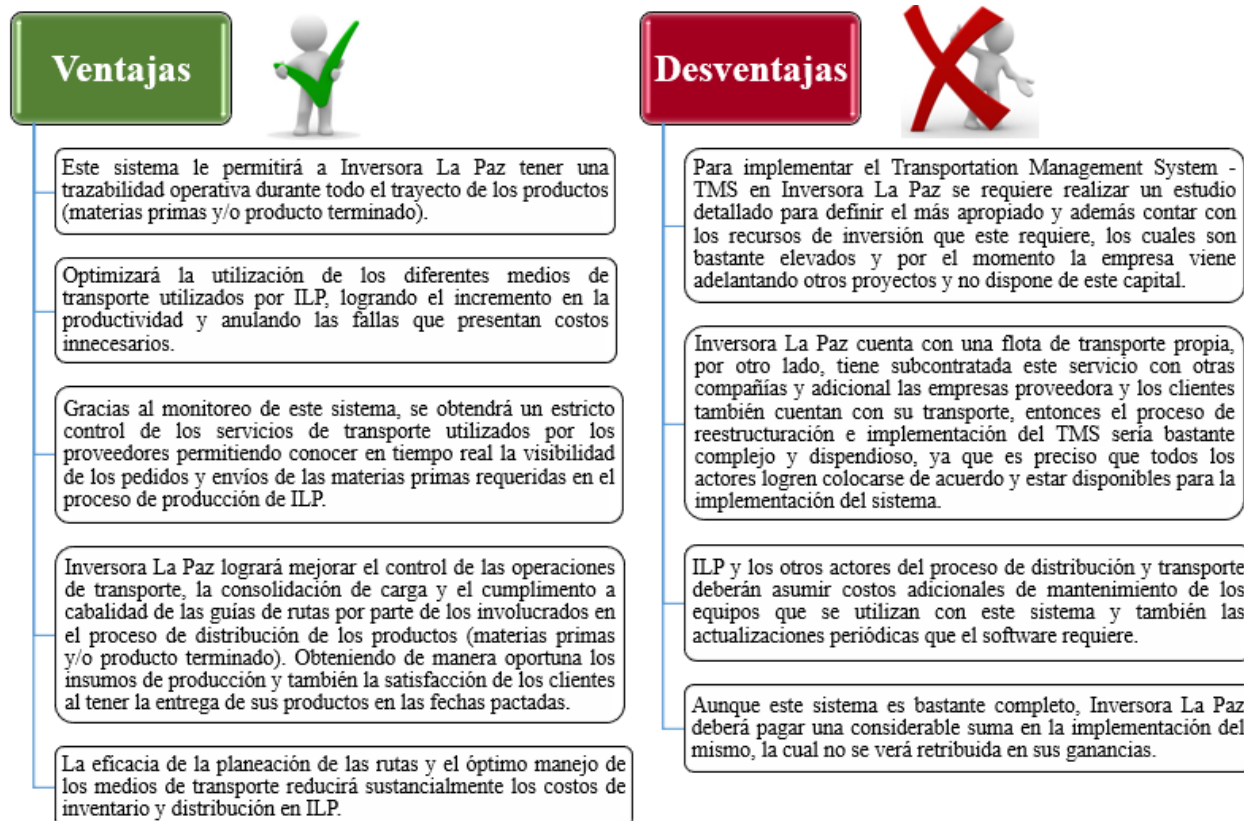 Ventajas
Este sistema le permitirá a Inversora La Paz tener una
trazabilidad operativa durante todo el trayecto de los productos
(materias primas y/o producto terminado).
Optimizará la utilización de los diferentes medios de
transporte utilizados por ILP, logrando el incremento en la
productividad y anulando las fallas que presentan costos
innecesarios.
Gracias al monitoreo de este sistema, se obtendrá un estricto
control de los servicios de transporte utilizados por los
proveedores permitiendo conocer en tiempo real la visibilidad
de los pedidos y envíos de las materias primas requeridas en el
proceso de producción de ILP.
Inversora La Paz logrará mejorar el control de las operaciones
de transporte, la consolidación de carga y el cumplimento a
cabalidad de las guías de rutas por parte de los involucrados en
el proceso de distribución de los productos (materias primas
y/o producto terminado). Obteniendo de manera oportuna los
insumos de producción y también la satisfacción de los clientes
al tener la entrega de sus productos en las fechas pactadas.
La eficacia de la planeación de las rutas y el óptimo manejo de
los medios de transporte reducirá sustancialmente los costos de
inventario y distribución en ILP.
Desventajas
Para implementar el Transportation Management System -
TMS en Inversora La Paz se requiere realizar un estudio
detallado para definir el más apropiado y además contar con
los recursos de inversión que este requiere, los cuales son
bastante elevados y por el momento la empresa viene
adelantando otros proyectos y no dispone de este capital.
Inversora La Paz cuenta con una flota de transporte propia,
por otro lado, tiene subcontratada este servicio con otras
compañías y adicional las empresas proveedora y los clientes
también cuentan con su transporte, entonces el proceso de
reestructuración e implementación del TMS sería bastante
complejo y dispendioso, ya que es preciso que todos los
actores logren colocarse de acuerdo y estar disponibles para la
implementación del sistema.
ILP y los otros actores del proceso de distribución y transporte
deberán asumir costos adicionales de mantenimiento de los
equipos que se utilizan con este sistema y también las
actualizaciones periódicas que el software requiere.
Aunque este sistema es bastante completo, Inversora La Paz
deberá pagar una considerable suma en la implementación del
mismo, la cual no se verá retribuida en sus ganancias.